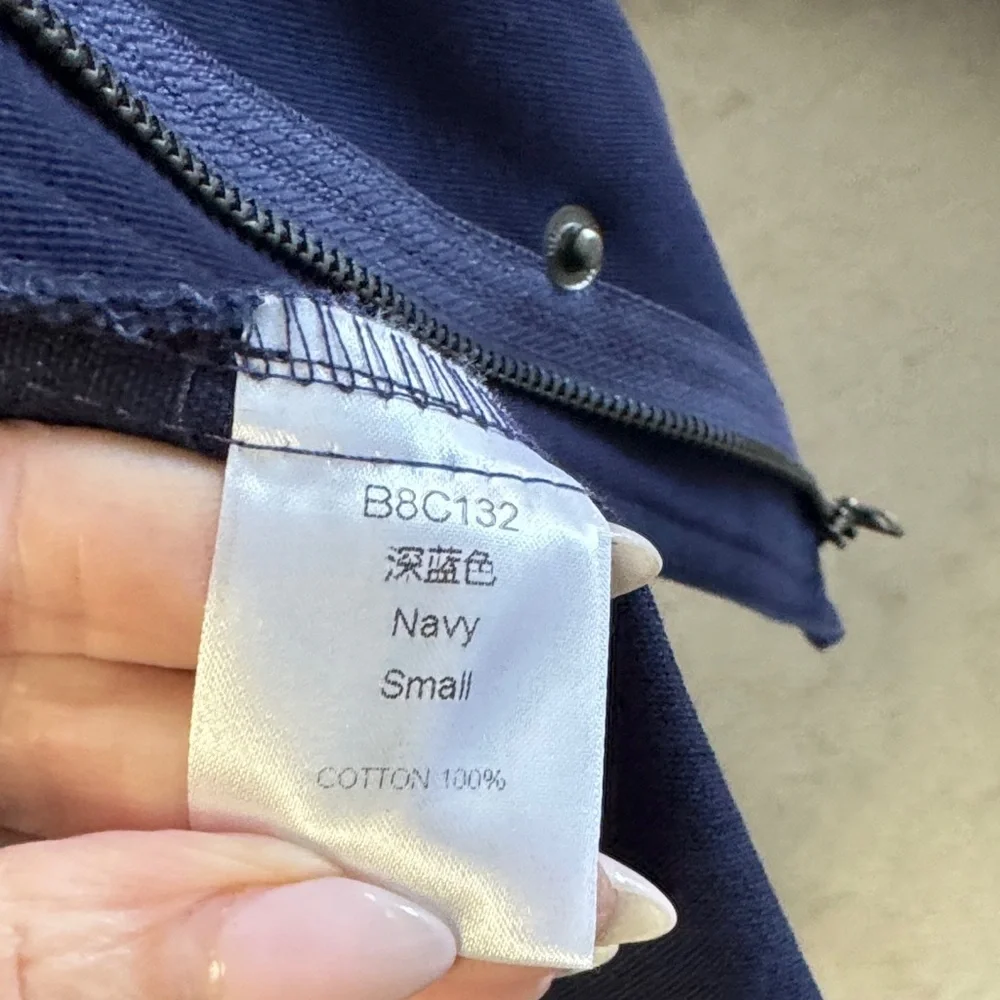 B8C132
深蓝色
Navy
Small
COTTON 100%